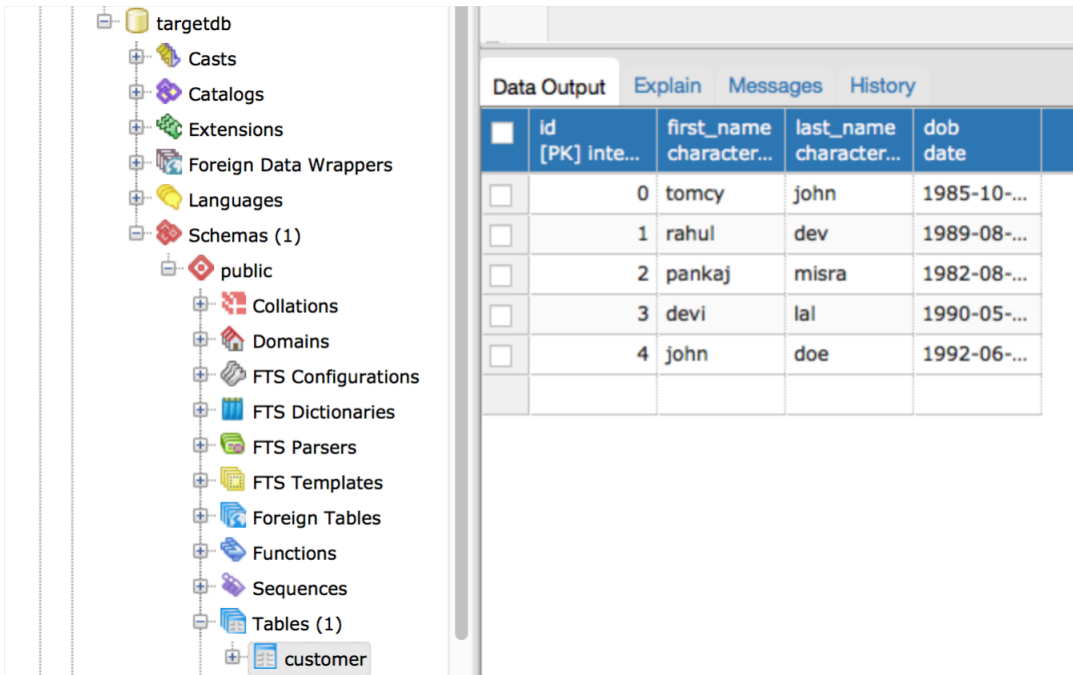 targetdb
Casts
Catalogs
Extensions
Foreign Data Wrappers
Languages
Schemas (1)
public
Collations
Domains
FTS Configurations
FTS Dictionaries
FTS Parsers
FTS Templates
Foreign Tables
Functions
Sequences
Tables (1)
customer
Data Output Explain Messages History
id first_name last_name dob
[PK] inte... character... character... date
0 tomcy john 1985-10-...
1 rahul dev 1989-08-...
2 pankaj misra 1982-08-...
3 devi lal 1990-05-...
4 john doe 1992-06-...